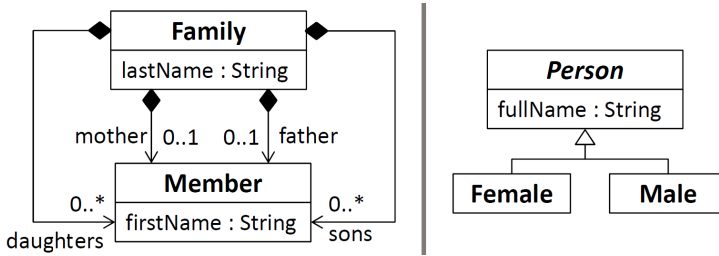 Family
lastName : String
mother 0..1 0..1 father
Member
firstName : String
0..*
daughters
0..*
sons
Person
fullName : String
Female
Male